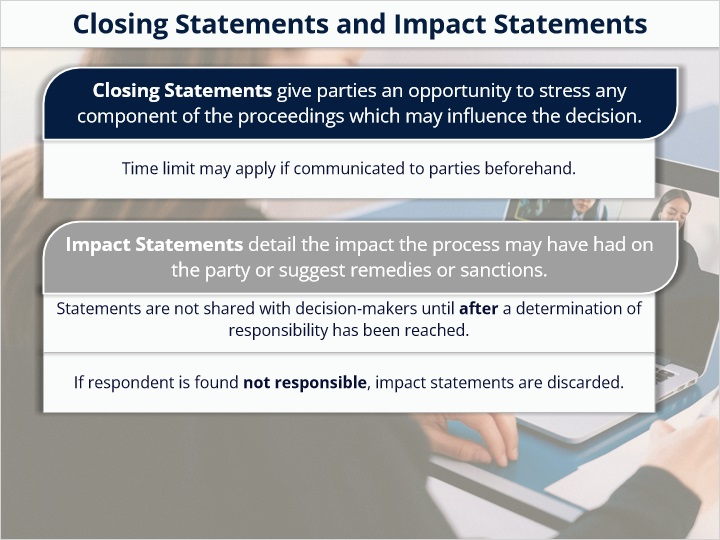 Closing Statements and Impact Statements
Closing Statements give parties an opportunity to stress any
component of the proceedings which may influence the decision.
Time limit may apply if communicated to parties beforehand.
Impact Statements detail the impact the process may have had on
the party or suggest remedies or sanctions.
Statements are not shared with decision-makers until after a determination of
responsibility has been reached.
If respondent is found not responsible, impact statements are discarded.